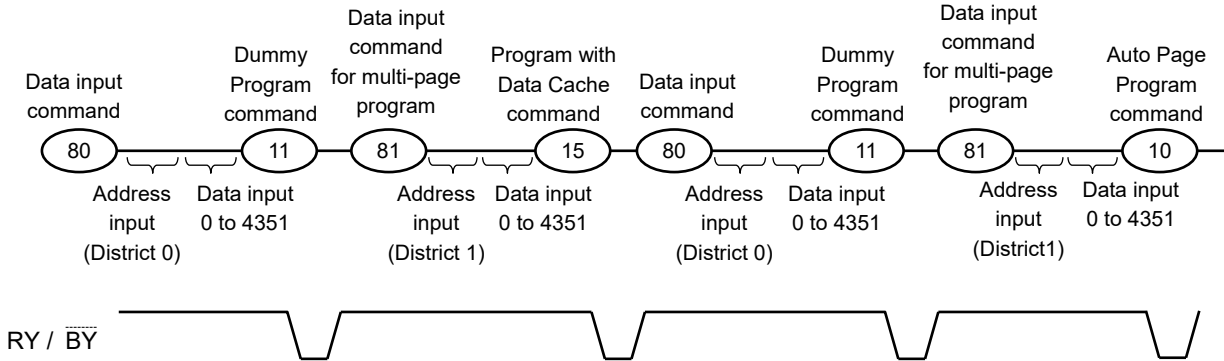 Data input
command
80
Address
input
(District 0)
Data input
0 to 4351
Dummy
Program
command
11
Data input
command
for multi-page
program
81
Address
input
(District 1)
Data input
0 to 4351
Program with
Data Cache
command
15
Data input
command
80
Address
input
(District 0)
Data input
0 to 4351
Dummy
Program
command
11
Data input
command
for multi-page
program
81
Address
input
(District1)
Data input
0 to 4351
Auto Page
Program
command
10
RY / BY